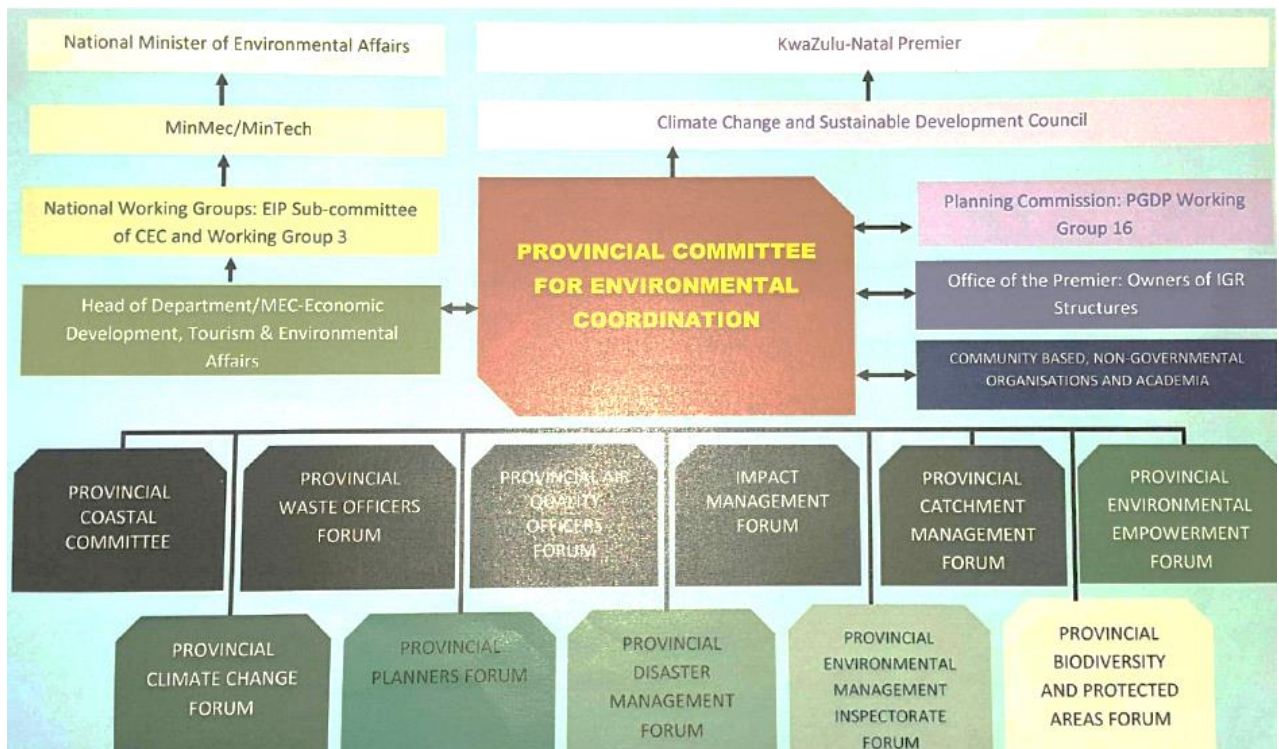 National Minister of Environmental Affairs
KwaZulu-Natal Premier
MinMec/MinTech
Climate Change and Sustainable Development Council
National Working Groups: EIP Sub-committee
of CEC and Working Group 3
Planning Commission: PGDP Working
Group 16
PROVINCIAL COMMITTEE
FOR ENVIRONMENTAL
COORDINATION
Head of Department/MEC-Economic
Development, Tourism & Environmental
Affairs
Office of the Premier: Owners of IGR
Structures
COMMUNITY BASED, NON-GOVERNMENTAL
ORGANISATIONS AND ACADEMIA
PROVINCIAL
COASTAL
COMMITTEE
PROVINCIAL
WASTE OFFICERS
FORUM
PROVINCIAL AIR
QUALITY
OFFICERS
FORUM
IMPACT
MANAGEMENT
FORUM
PROVINCIAL
CATCHMENT
MANAGEMENT
FORUM
PROVINCIAL
ENVIRONMENTAL
EMPOWERMENT
FORUM
PROVINCIAL
CLIMATE CHANGE
FORUM
PROVINCIAL
PLANNERS FORUM
PROVINCIAL
DISASTER
MANAGEMENT
FORUM
PROVINCIAL
ENVIRONMENTAL
MANAGEMENT
INSPECTORATE
FORUM
PROVINCIAL
BIODIVERSITY
AND PROTECTED
AREAS FORUM